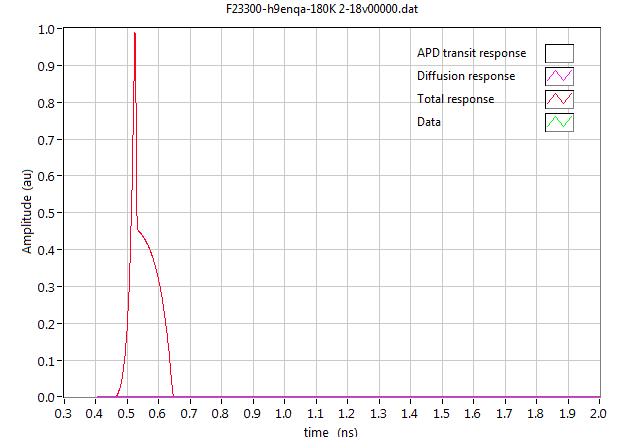 F23300-h9enqa-180K 2-18v00000.dat
APD transit response
Diffusion response
Total response
Data
Amplitude (au)
1.0
0.9
0.8
0.7
0.6
0.5
0.4
0.3
0.2
0.1
0.0
0.3 0.4 0.5 0.6 0.7 0.8 0.9 1.0 1.1 1.2 1.3 1.4 1.5 1.6 1.7 1.8 1.9 2.0
time (ns)